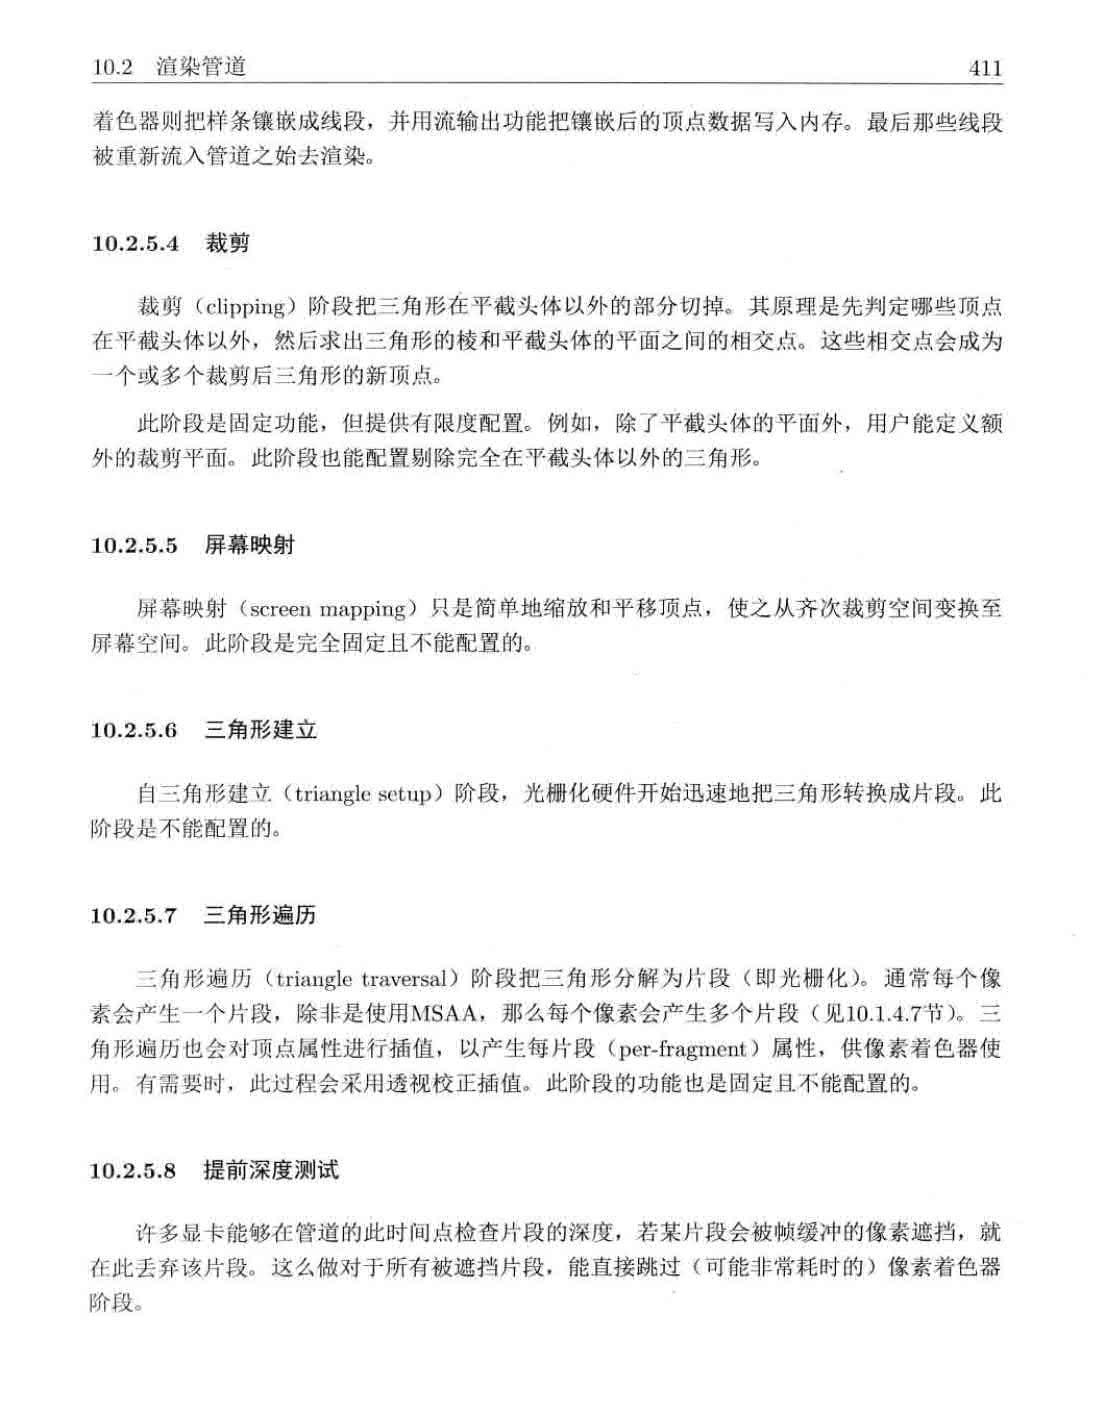 10.2 渲染管道 411
着色器则把样条镶嵌成线段，并用流输出功能把镶嵌后的顶点数据写入内存。最后那些线段
被重新流入管道之始去渲染。
10.2.5.4 裁剪
裁剪（clipping）阶段把三角形在平截头体以外的部分切掉。其原理是先判定哪些顶点
在平截头体以外，然后求出三角形的棱和平截头体的平面之间的相交点。这些相交点会成为
一个或多个裁剪后三角形的新顶点。
此阶段是固定功能，但提供有限度配置。例如，除了平截头体的平面外，用户能定义额
外的裁剪平面。此阶段也能配置剔除完全在平截头体以外的三角形。
10.2.5.5 屏幕映射
屏幕映射（screen mapping）只是简单地缩放和平移顶点，使之从齐次裁剪空间变换至
屏幕空间。此阶段是完全固定且不能配置的。
10.2.5.6 三角形建立
自三角形建立（triangle setup）阶段，光栅化硬件开始迅速地把三角形转换成片段。此
阶段是不能配置的。
10.2.5.7 三角形遍历
三角形遍历（triangle traversal）阶段把三角形分解为片段（即光栅化）。通常每个像
素会产生一个片段，除非是使用MSAA，那么每个像素会产生多个片段（见10.1.4.7节）。三
角形遍历也会对顶点属性进行插值，以产生每片段（per-fragment）属性，供像素着色器使
用。有需要时，此过程会采用透视校正插值。此阶段的功能也是固定且不能配置的。
10.2.5.8 提前深度测试
许多显卡能够在管道的此时间点检查片段的深度，若某片段会被帧缓冲的像素遮挡，就
在此丢弃该片段。这么做对于所有被遮挡片段，能直接跳过（可能非常耗时的）像素着色器
阶段。